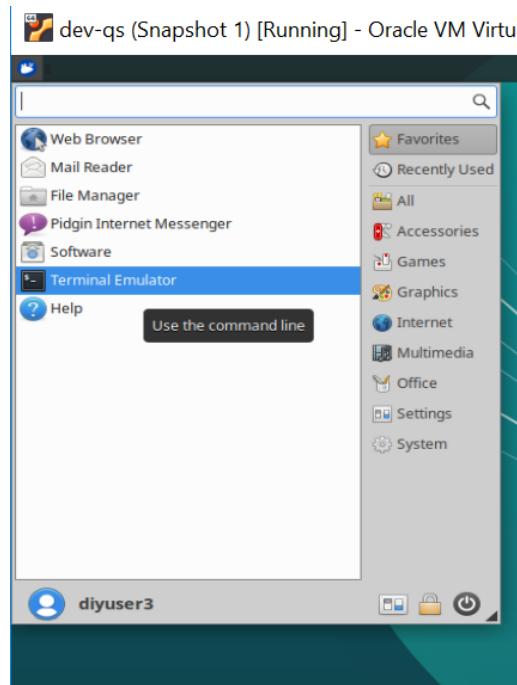 dev-qs (Snapshot 1) [Running] - Oracle VM Virtu
Web Browser
Mail Reader
File Manager
Pidgin Internet Messenger
Software
Terminal Emulator
Help
Use the command line
Favorites
Recently Used
All
Accessories
Games
Graphics
Internet
Multimedia
Office
Settings
System
diyuser3